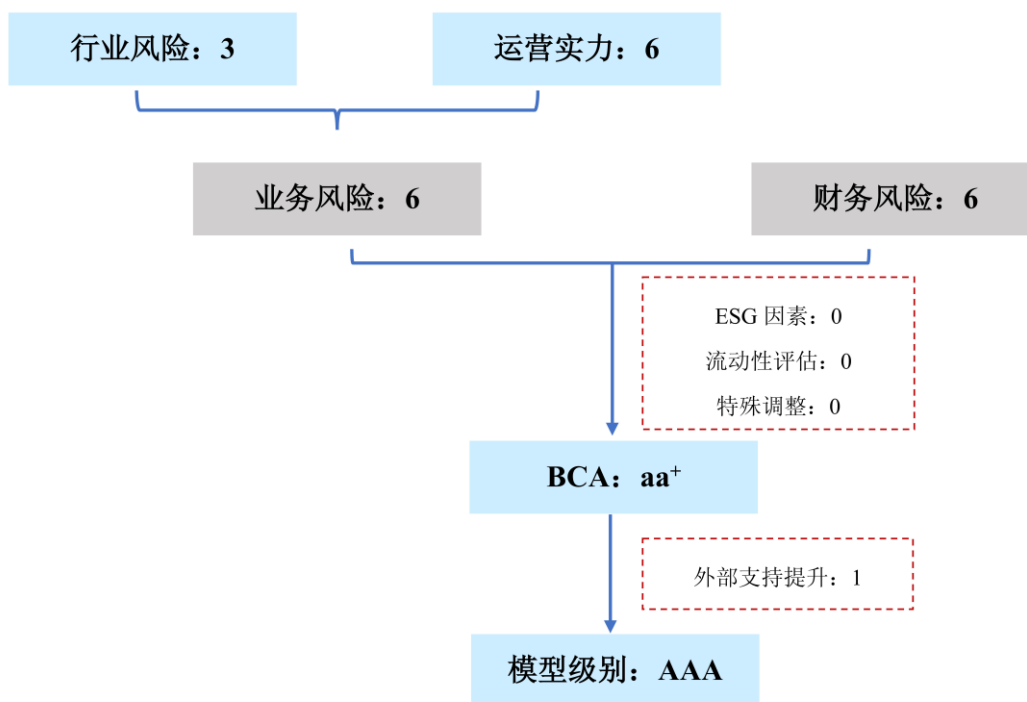 行业风险：3
运营实力：6
业务风险：6
财务风险：6
ESG 因素：0
流动性评估：0
特殊调整：0
BCA：aa⁺
外部支持提升：1
模型级别：AAA